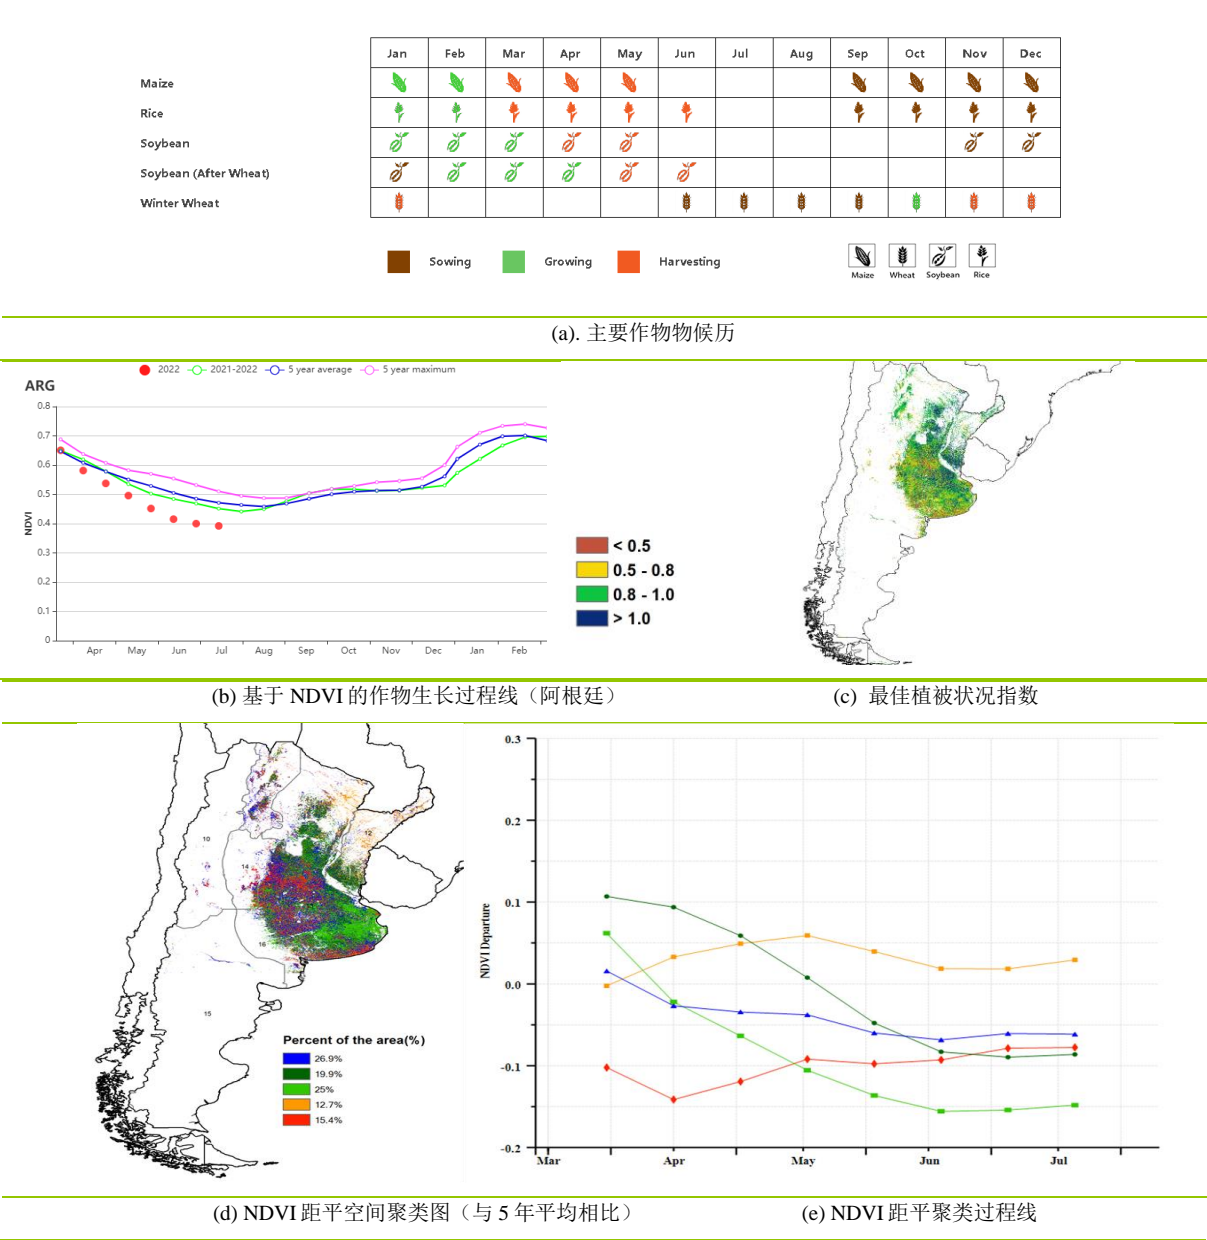 Jan Feb Mar Apr May Jun Jul Aug Sep Oct Nov Dec
Maize
Rice
Soybean
Soybean (After Wheat)
Winter Wheat
Sowing Growing Harvesting
Maize Wheat Soybean Rice
(a). 主要作物物候历
2022 2021-2022 5 year average 5 year maximum
ARG
0.8
0.7
0.6
0.5
0.4
0.3
0.2
0.1
0
NDVI
Apr May Jun Jul Aug Sep Oct Nov Dec Jan Feb
< 0.5
0.5 - 0.8
0.8 - 1.0
> 1.0
(b) 基于 NDVI 的作物生长过程线（阿根廷）
(c) 最佳植被状况指数
10
12
14
16
15
Percent of the area(%)
26.9%
19.9%
25%
12.7%
15.4%
0.3
0.2
0.1
0.0
-0.1
-0.2
NDVI Departure
Mar Apr May Jun Jul
(d) NDVI 距平空间聚类图（与 5 年平均相比）
(e) NDVI 距平聚类过程线